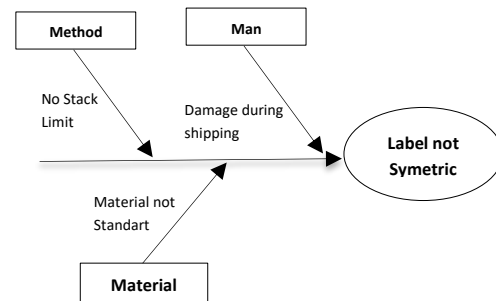 Method
Man
No Stack
Limit
Damage during
shipping
Label not
Symetric
Material not
Standart
Material